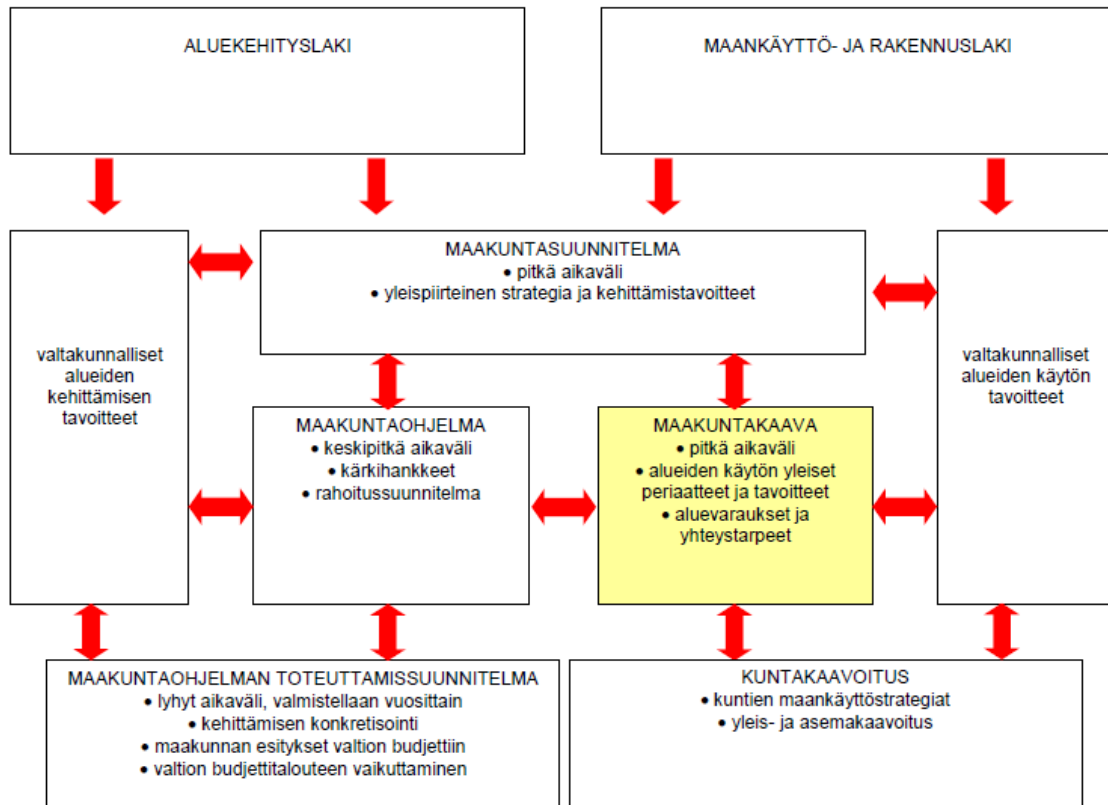 ALUEKEHITYSLAKI
MAANKÄYTTÖ- JA RAKENNUSLAKI
MAAKUNTASUUNNITELMA
• pitkä aikaväli
• yleispiirteinen strategia ja kehittämistavoitteet
valtakunnalliset
alueiden
kehittämisen
tavoitteet
valtakunnalliset
alueiden käytön
tavoitteet
MAAKUNTAOHJELMA
• keskipitkä aikaväli
• kärkihankkeet
• rahoitussuunnitelma
MAAKUNTAKAAVA
• pitkä aikaväli
• alueiden käytön yleiset
periaatteet ja tavoitteet
• aluevaraukset ja
yhteystarpeet
MAAKUNTAOHJELMAN TOTEUTTAMISSUUNNITELMA
• lyhyt aikaväli, valmistellaan vuosittain
• kehittämisen konkretisointi
• maakunnan esitykset valtion budjettiin
• valtion budjettitalouteen vaikuttaminen
KUNTAKAAVOITUS
• kuntien maankäyttöstrategiat
• yleis- ja asemakaavoitus